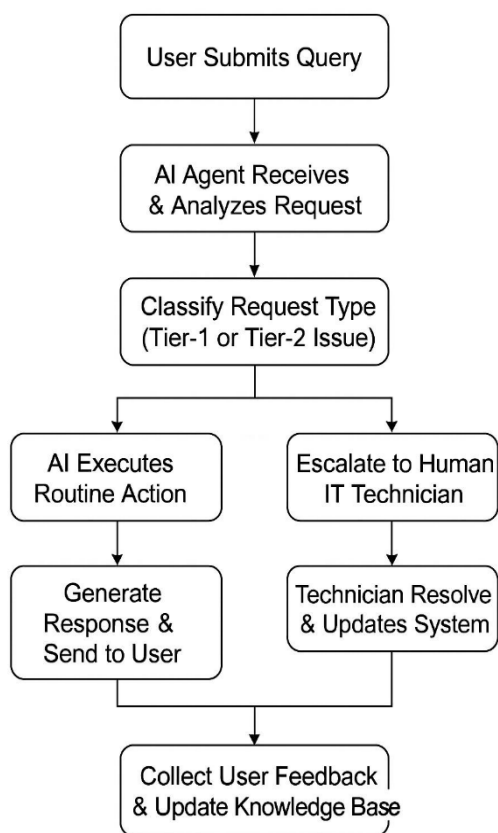 User Submits Query
AI Agent Receives
& Analyzes Request
Classify Request Type
(Tier-1 or Tier-2 Issue)
AI Executes
Routine Action
Escalate to Human
IT Technician
Generate
Response &
Send to User
Technician Resolve
& Updates System
Collect User Feedback
& Update Knowledge Base